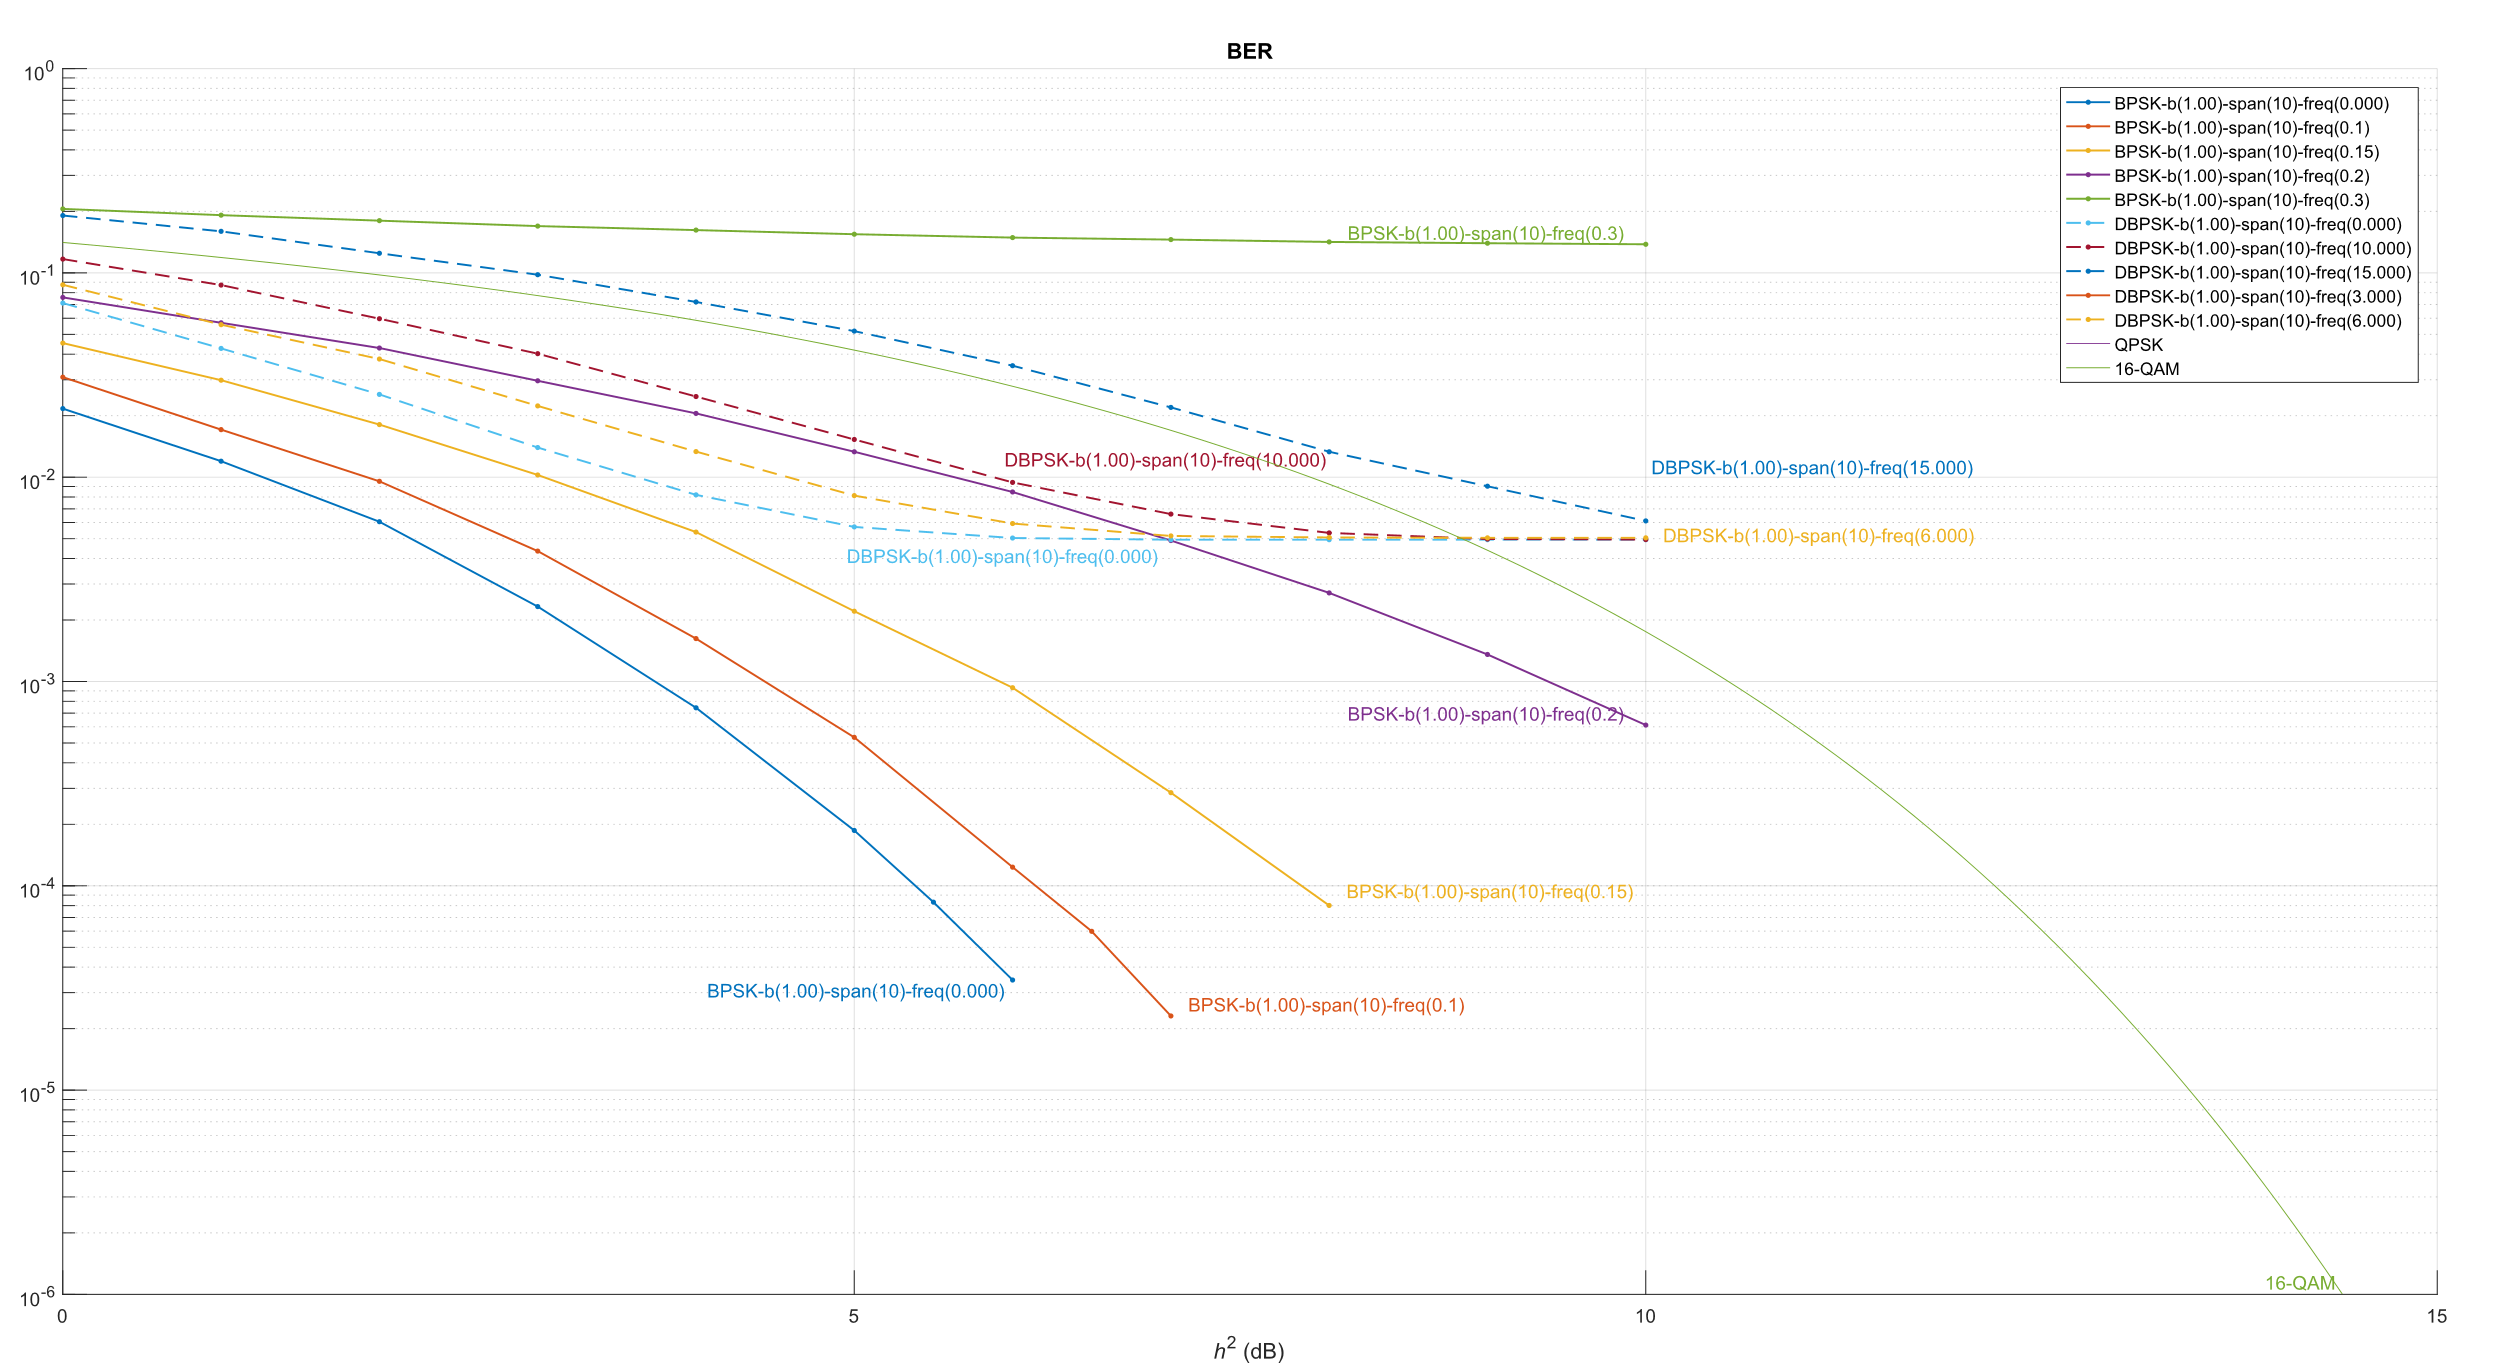 BER
10^0
10^-1
10^-2
10^-3
10^-4
10^-5
10^-6
0
5
10
15
h^2 (dB)
BPSK-b(1.00)-span(10)-freq(0.3)
DBPSK-b(1.00)-span(10)-freq(10.000)
DBPSK-b(1.00)-span(10)-freq(15.000)
DBPSK-b(1.00)-span(10)-freq(6.000)
DBPSK-b(1.00)-span(10)-freq(0.000)
BPSK-b(1.00)-span(10)-freq(0.2)
BPSK-b(1.00)-span(10)-freq(0.15)
BPSK-b(1.00)-span(10)-freq(0.000)
BPSK-b(1.00)-span(10)-freq(0.1)
16-QAM
BPSK-b(1.00)-span(10)-freq(0.000)
BPSK-b(1.00)-span(10)-freq(0.1)
BPSK-b(1.00)-span(10)-freq(0.15)
BPSK-b(1.00)-span(10)-freq(0.2)
BPSK-b(1.00)-span(10)-freq(0.3)
DBPSK-b(1.00)-span(10)-freq(0.000)
DBPSK-b(1.00)-span(10)-freq(10.000)
DBPSK-b(1.00)-span(10)-freq(15.000)
DBPSK-b(1.00)-span(10)-freq(3.000)
DBPSK-b(1.00)-span(10)-freq(6.000)
QPSK
16-QAM